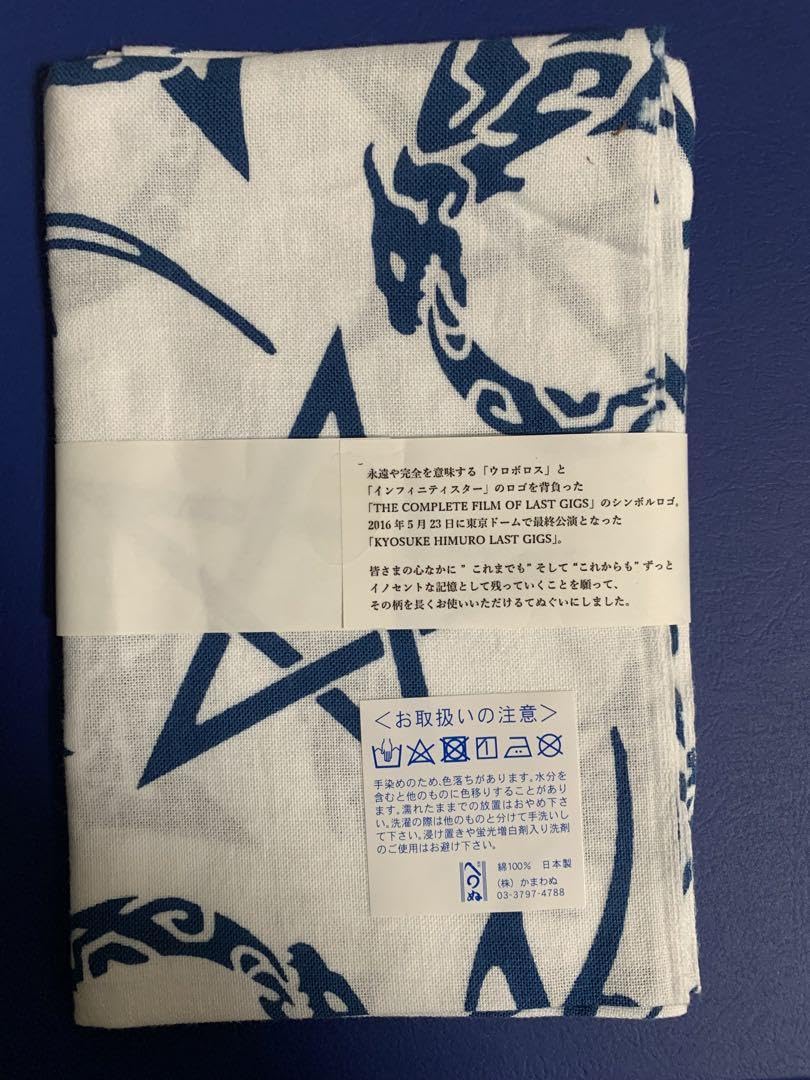 永遠や完全を意味する「ウロボロス」と
「インフィニティスター」のロゴを背負った
「THE COMPLETE FILM OF LAST GIGS」のシンボルロゴ。
2016年5月23日に東京ドームで最終公演となった
「KYOSUKE HIMURO LAST GIGS」。
皆さまの心なかに ” これまでも” そして “これからも” ずっと
イノセントな記憶として残っていくことを願って、
その柄を長くお使いいただけるてぬぐいにしました。
＜お取扱いの注意＞
手染めのため、色落ちがあります。水分を
含むと他のものに色移りすることがあり
ます。濡れたままでの放置はおやめ下さ
い。洗濯の際は他のものと分けて手洗いし
て下さい。浸け置きや蛍光増白剤入り洗剤
のご使用はお避け下さい。
綿100% 日本製
(株) かまわぬ
03-3797-4788